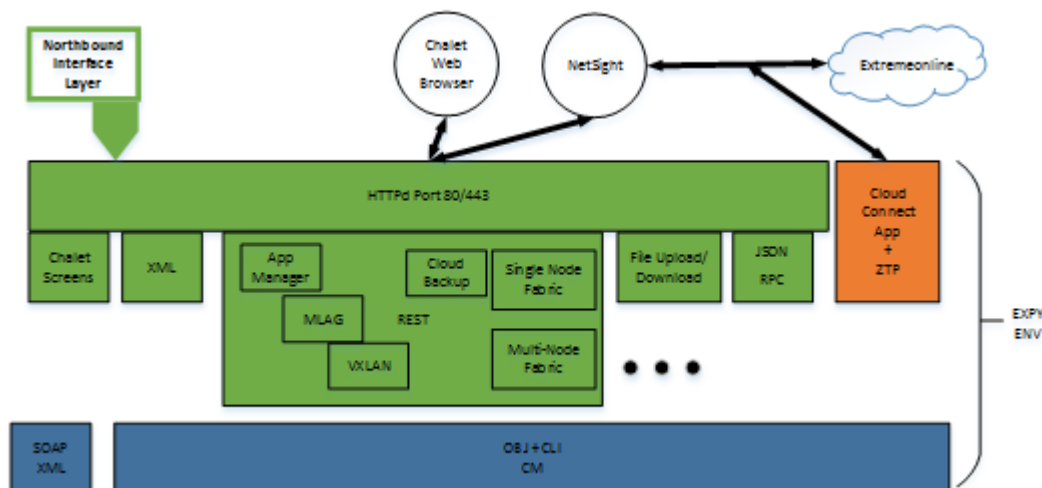 Northbound
Interface
Layer
Chalet
Web
Browser
NetSight
Extremeonline
HTTPd Port 80/443
Cloud
Connect
App
+
ZTP
Chalet
Screens
XML
App
Manager
MLAG
VXLAN
REST
Cloud
Backup
Single Node
Fabric
Multi-Node
Fabric
File Upload/
Download
JSON
RPC
EXPY
ENV
SOAP
XML
OBJ + CLI
CM